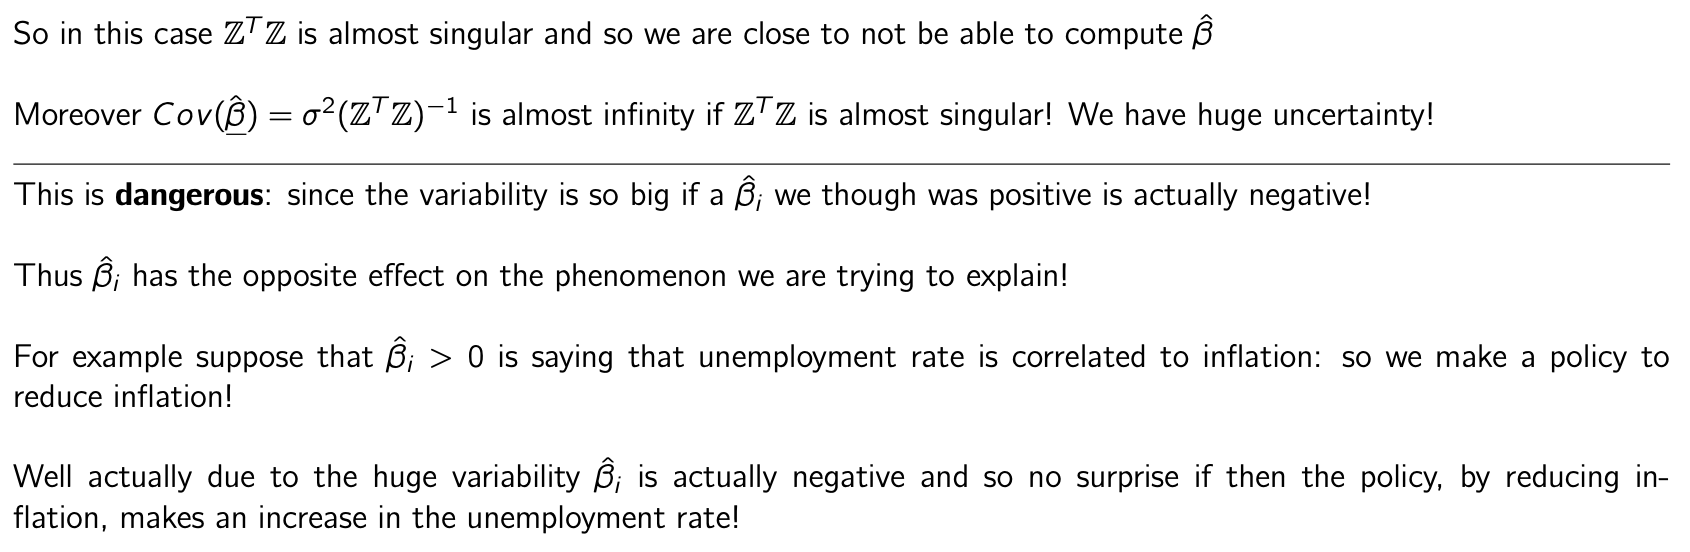 So in this case ℤᵀℤ is almost singular and so we are close to not be able to compute β̂
Moreover Cov(β̲̂) = σ²(ℤᵀℤ)⁻¹ is almost infinity if ℤᵀℤ is almost singular! We have huge uncertainty!
This is dangerous: since the variability is so big if a β̂ᵢ we though was positive is actually negative!
Thus β̂ᵢ has the opposite effect on the phenomenon we are trying to explain!
For example suppose that β̂ᵢ > 0 is saying that unemployment rate is correlated to inflation: so we make a policy to
reduce inflation!
Well actually due to the huge variability β̂ᵢ is actually negative and so no surprise if then the policy, by reducing in-
flation, makes an increase in the unemployment rate!